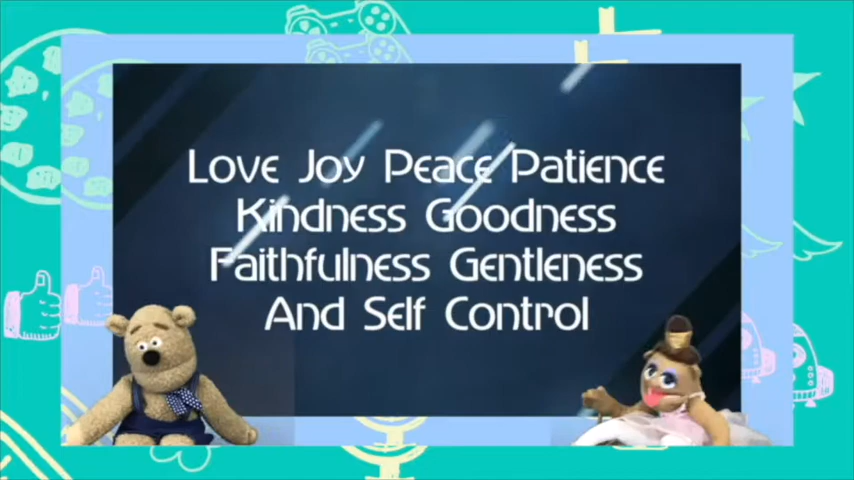 Love Joy Peace Patience
Kindness Goodness
Faithfulness Gentleness
And Self Control